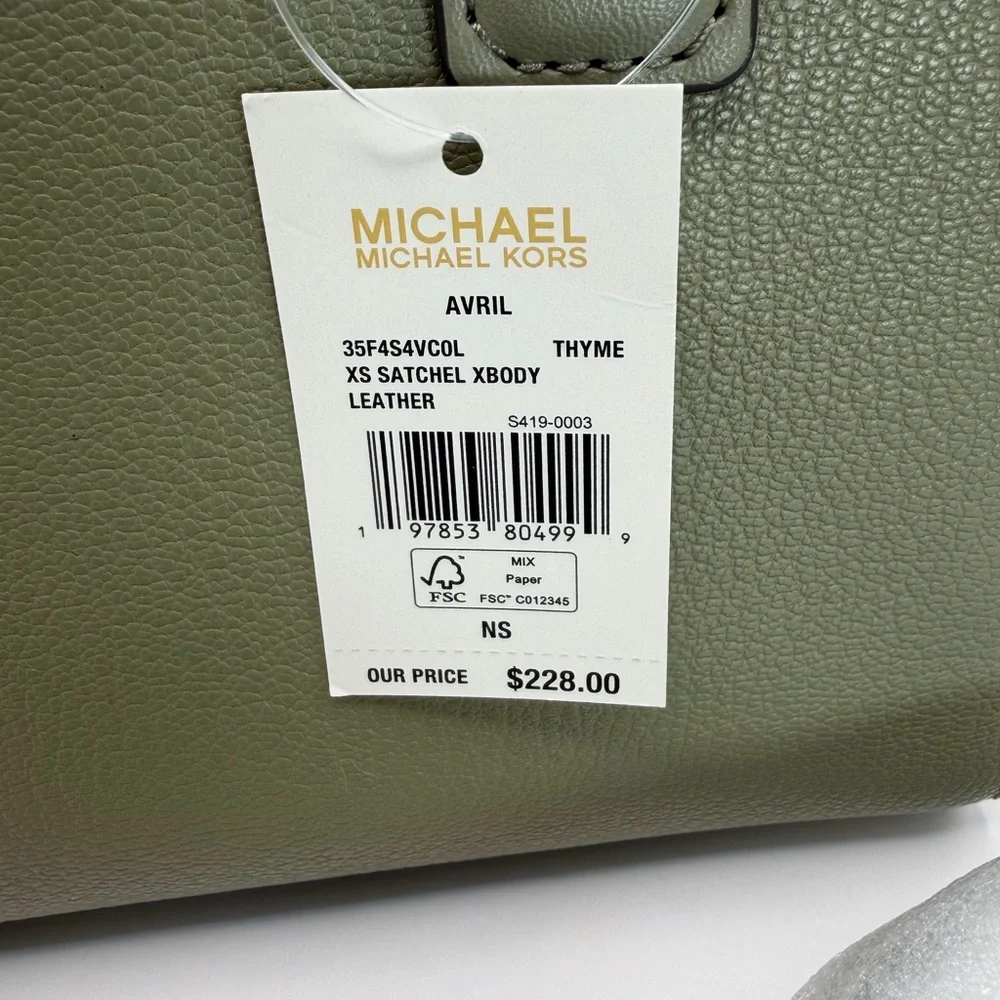 MICHAEL
MICHAEL KORS
AVRIL
35F4S4VC0L THYME
XS SATCHEL XBODY
LEATHER
S419-0003
1 97853 80499 9
FSC™
MIX
Paper
FSC™ C012345
NS
OUR PRICE $228.00